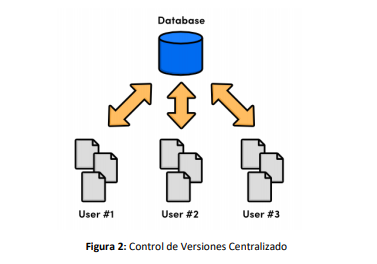 Database
User #1 User #2 User #3
Figura 2: Control de Versiones Centralizado